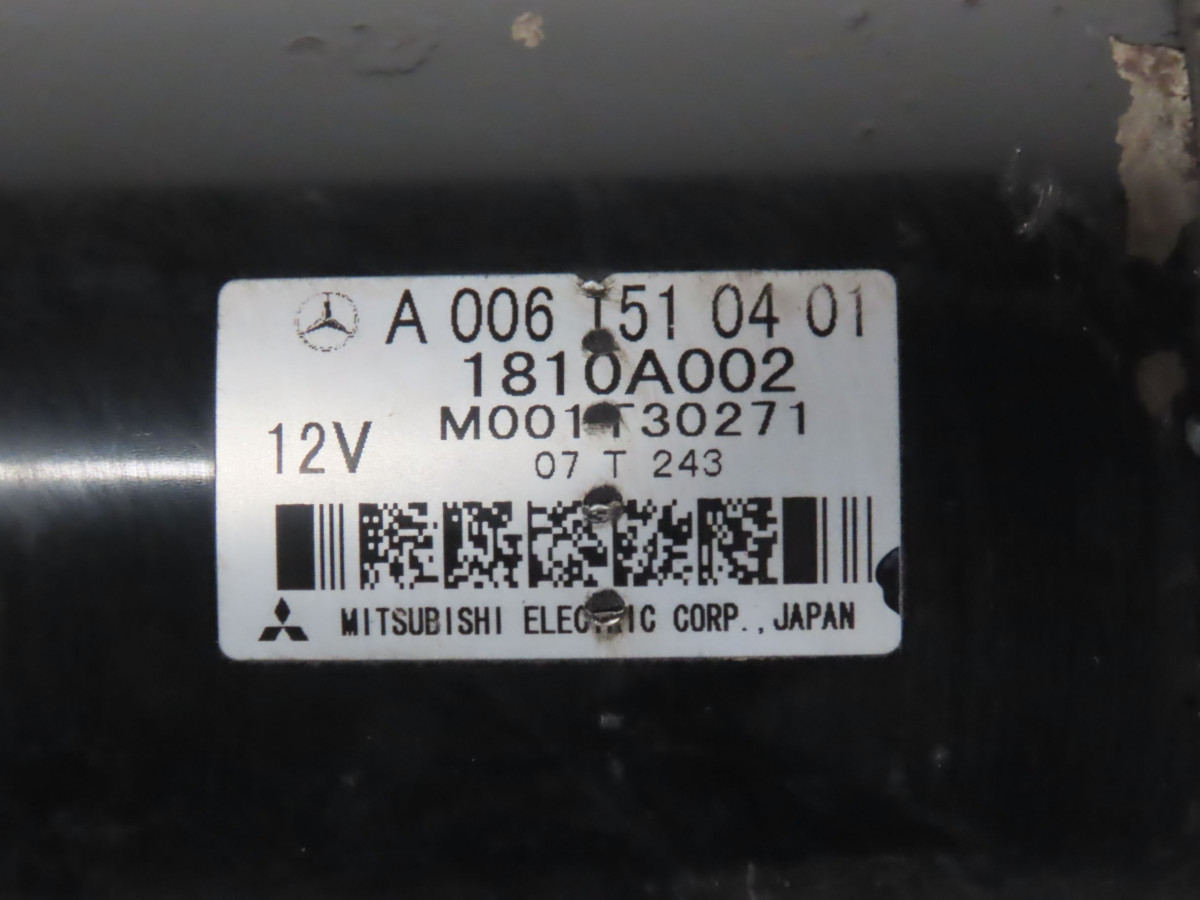 A 006 151 04 01
1810A002
M001T30271
12V
07 T 243
MITSUBISHI ELECTRIC CORP., JAPAN